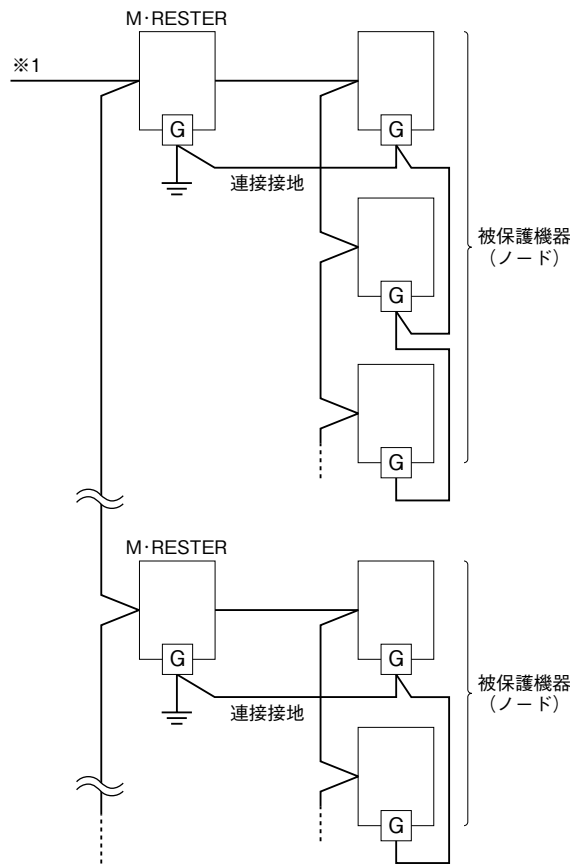 M・RESTER
※1
G
G
連接接地
G
被保護機器
（ノード）
G
M・RESTER
G
G
連接接地
被保護機器
（ノード）
G